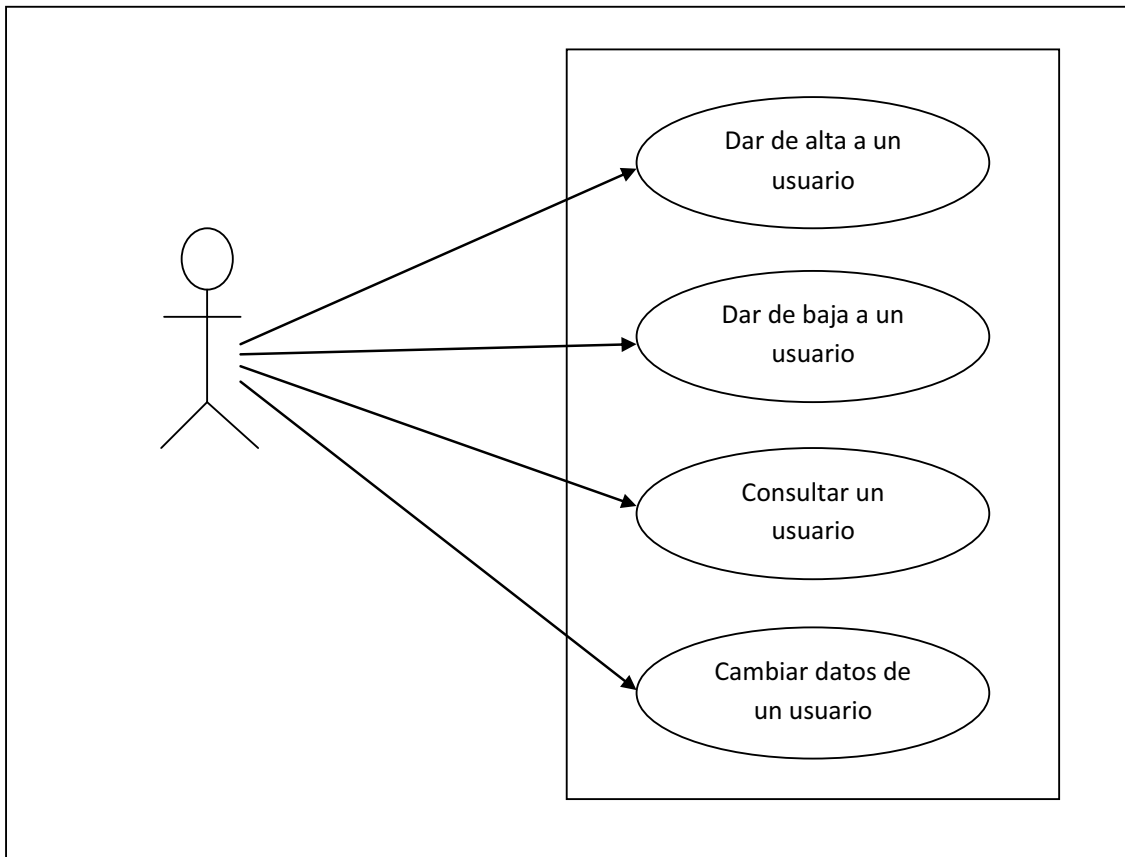 Dar de alta a un
usuario
Dar de baja a un
usuario
Consultar un
usuario
Cambiar datos de
un usuario